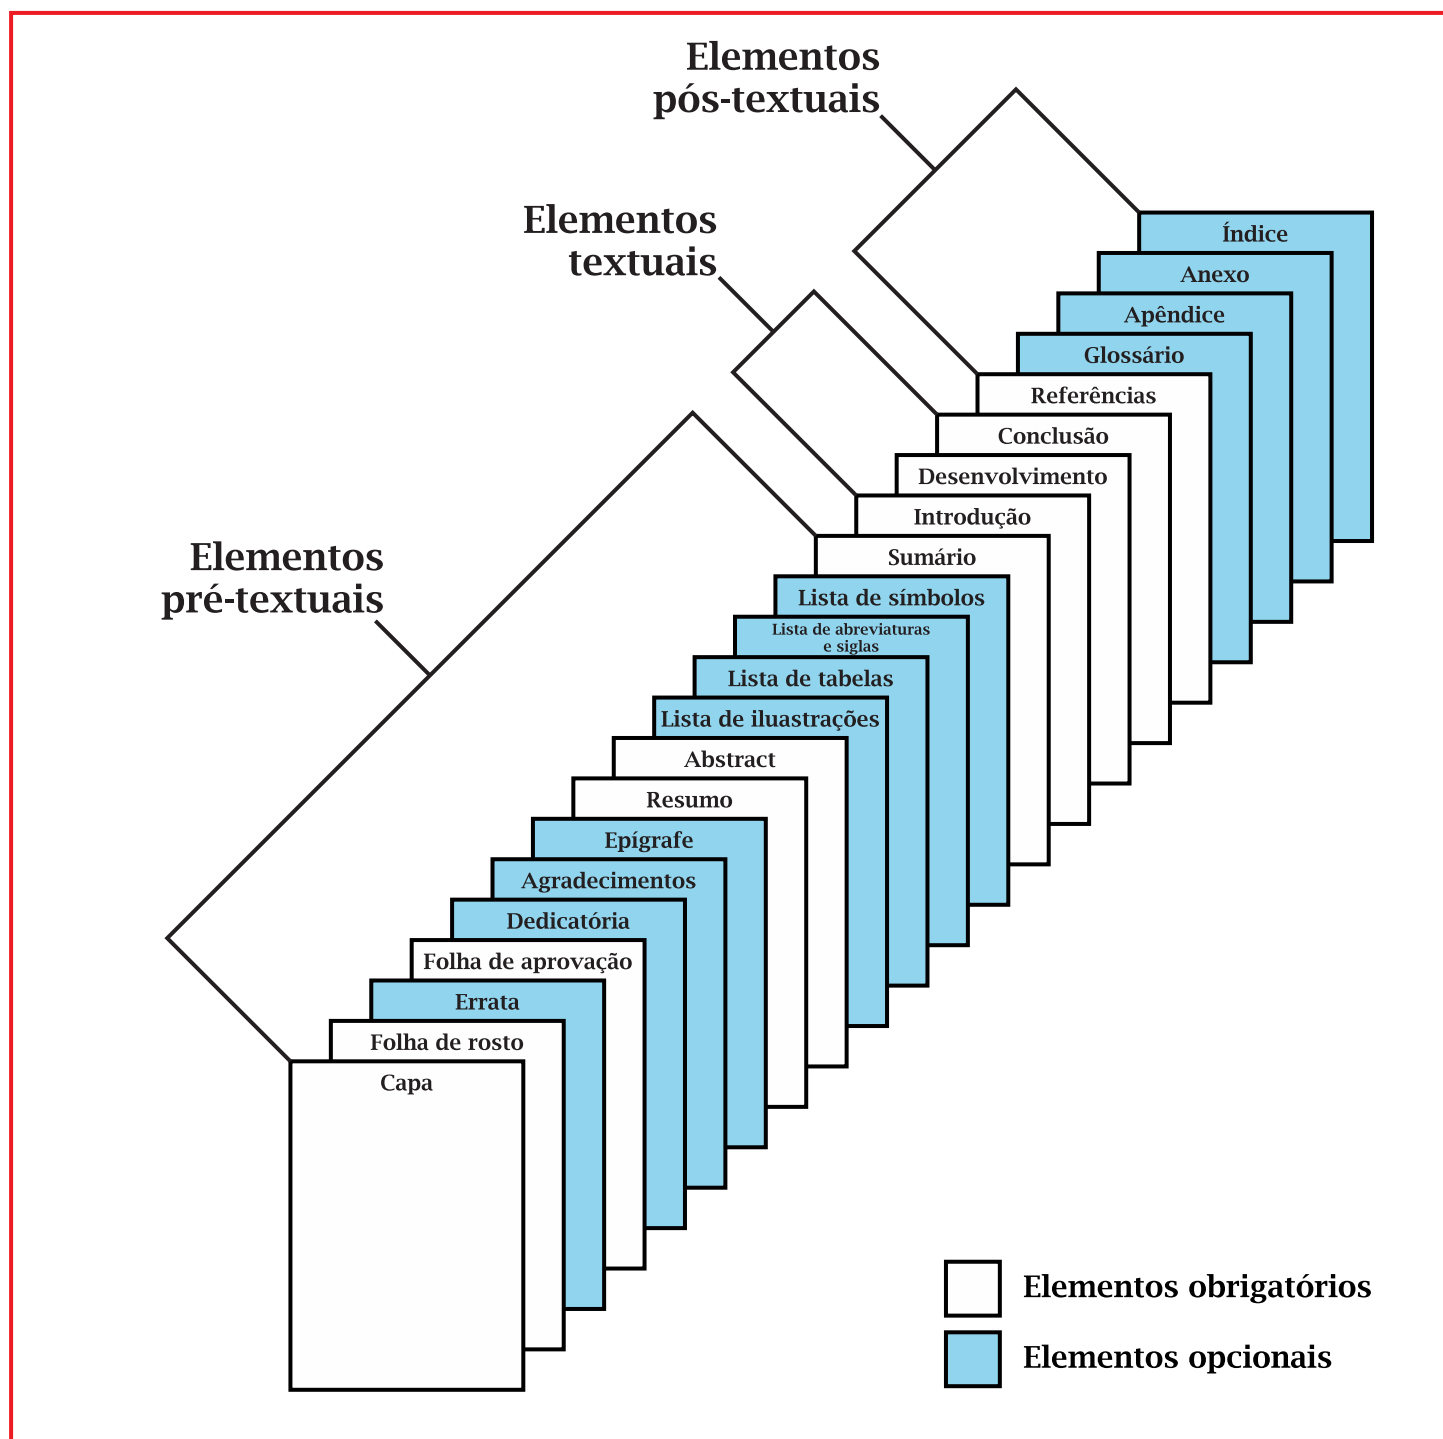 Elementos
pós-textuais
Elementos
textuais
Elementos
pré-textuais
Índice
Anexo
Apêndice
Glossário
Referências
Conclusão
Desenvolvimento
Introdução
Sumário
Lista de símbolos
Lista de abreviaturas
e siglas
Lista de tabelas
Lista de iluastrações
Abstract
Resumo
Epígrafe
Agradecimentos
Dedicatória
Folha de aprovação
Errata
Folha de rosto
Capa
Elementos obrigatórios
Elementos opcionais